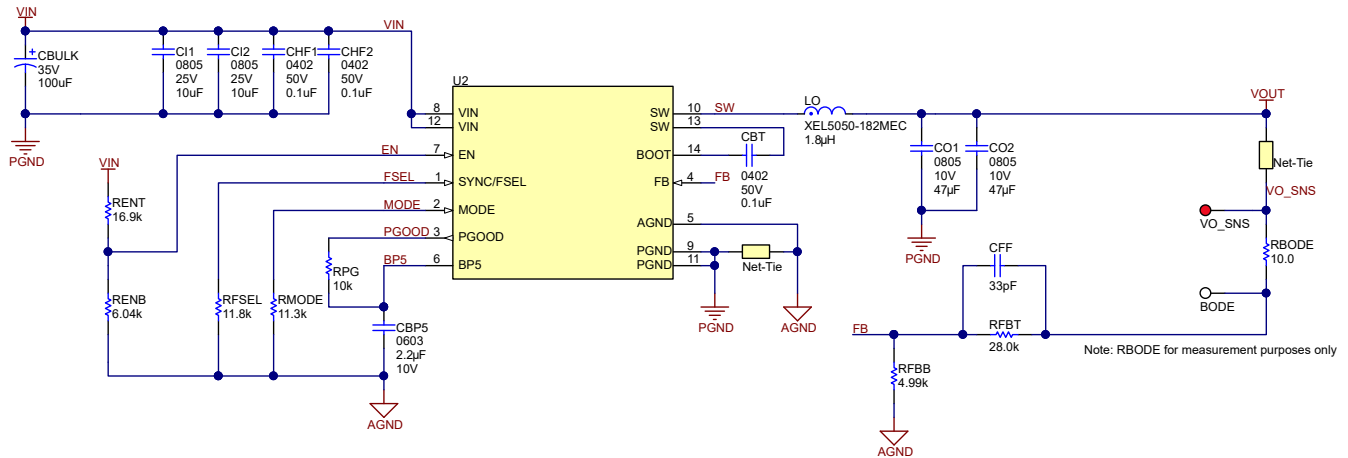 VIN
VIN
CBULK
35V
100uF
CI1
0805
25V
10uF
CI2
0805
25V
10uF
CHF1
0402
50V
0.1uF
CHF2
0402
50V
0.1uF
PGND
U2
8 VIN
12 VIN
7 EN
1 SYNC/FSEL
2 MODE
3 PGOOD
6 BP5
SW 10
SW 13
BOOT 14
FB 4
AGND 5
PGND 9
PGND 11
EN
FSEL
MODE
PGOOD
BP5
VIN
RENT
16.9k
RENB
6.04k
RFSEL
11.8k
RMODE
11.3k
RPG
10k
CBP5
0603
2.2µF
10V
AGND
SW
LO
XEL5050-182MEC
1.8µH
CBT
0402
50V
0.1uF
FB
Net-Tie
PGND
AGND
CO1
0805
10V
47µF
CO2
0805
10V
47µF
PGND
VOUT
Net-Tie
VO_SNS
VO_SNS
RBODE
10.0
BODE
CFF
33pF
FB
RFBT
28.0k
Note: RBODE for measurement purposes only
RFBB
4.99k
AGND